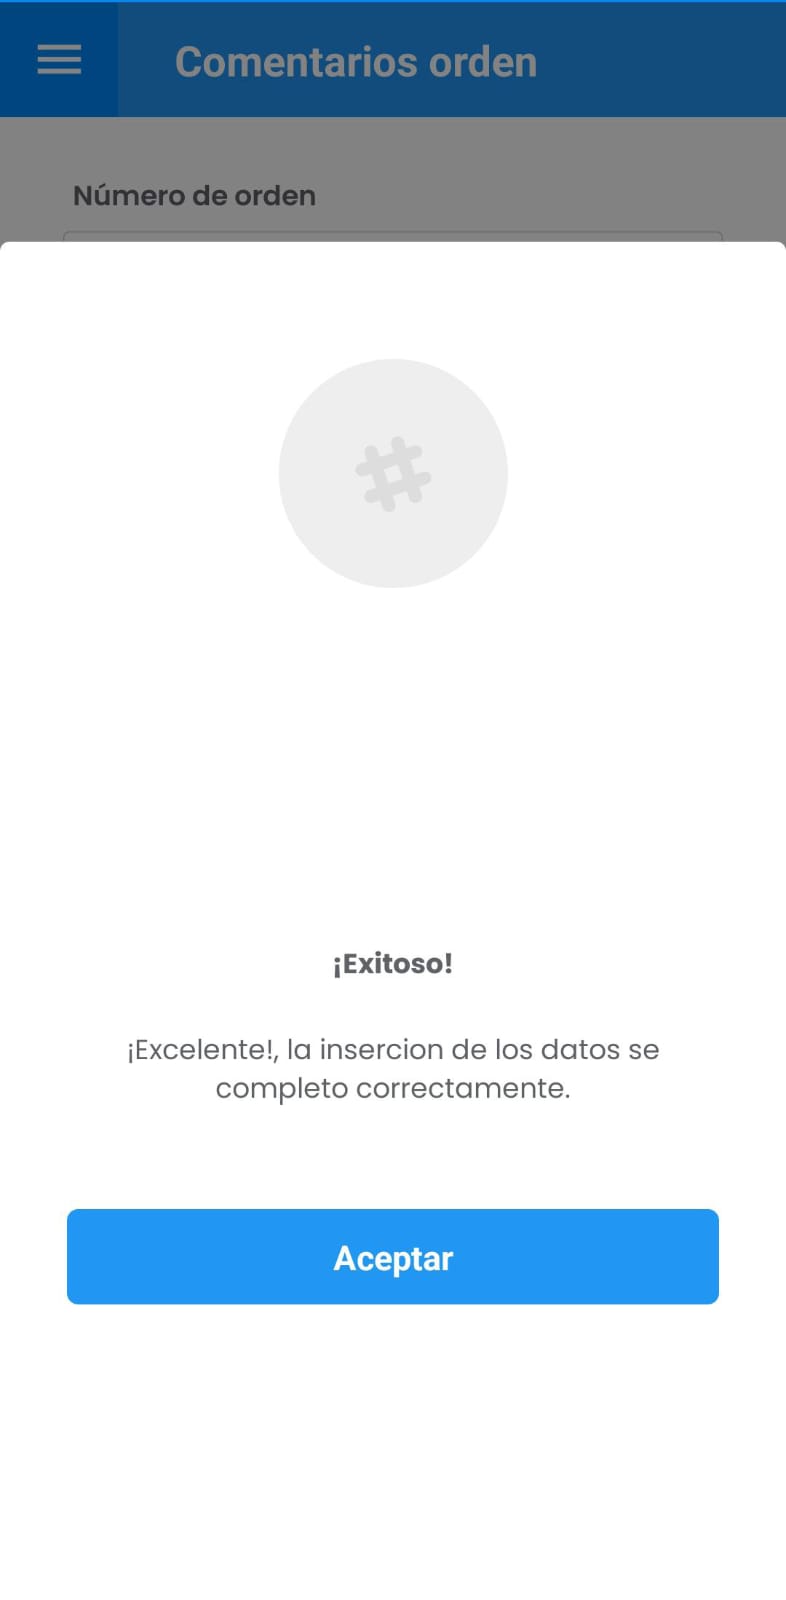 Comentarios orden
Número de orden
#
¡Exitoso!
¡Excelente!, la insercion de los datos se
completo correctamente.
Aceptar